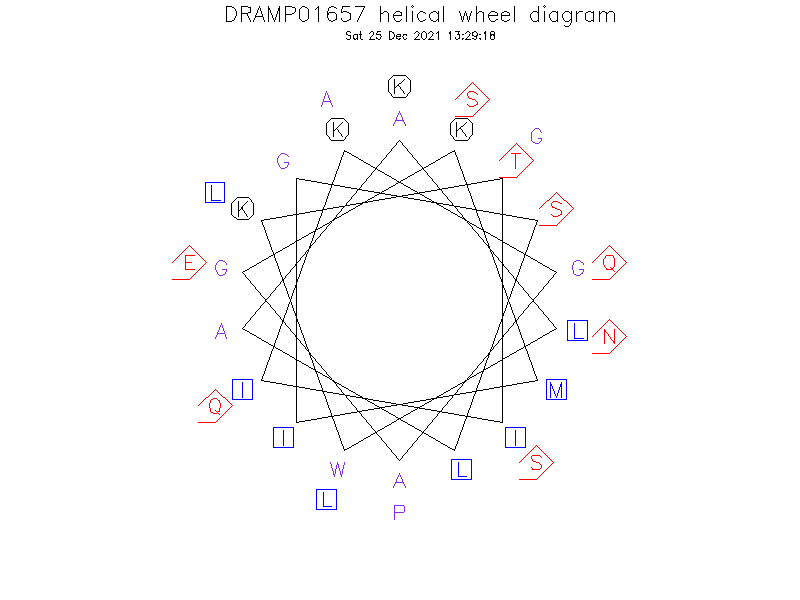 DRAMP01657 helical wheel diagram
Sat 25 Dec 2021 13:29:18
K
A S
A
K K
G
G T
L
K S
E G G Q
A L N
I M
Q
I I
S
W L
A
L
P